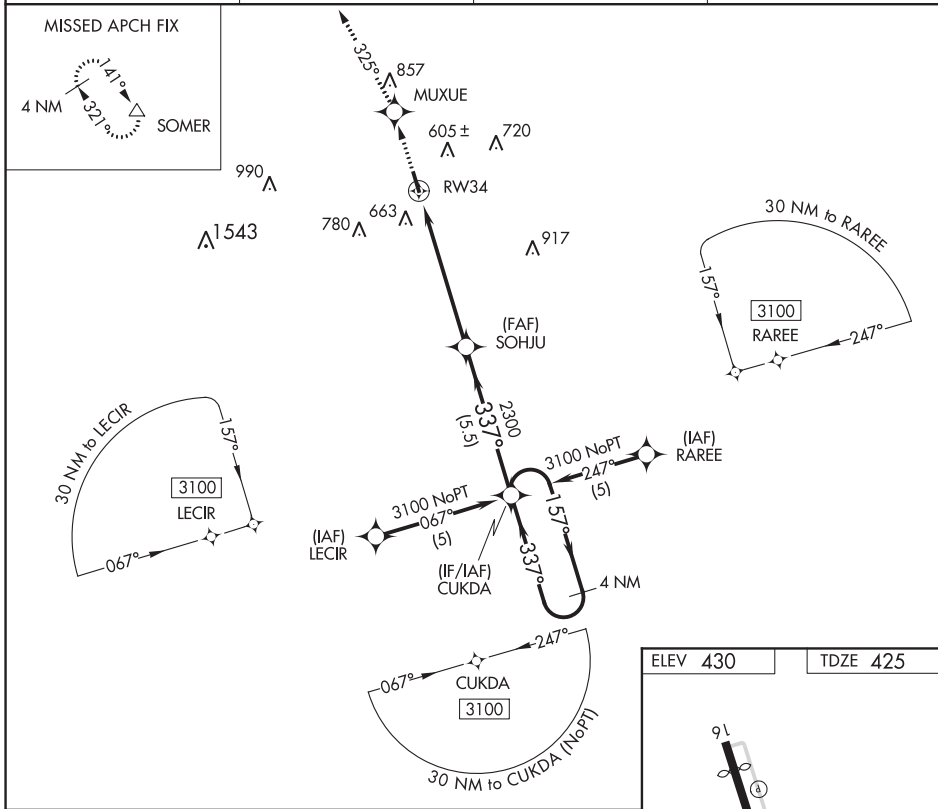 MISSED APCH FIX
141°
4 NM
321°
SOMER
325°
857
MUXUE
605 ±
720
990
RW34
1543
780
663
917
30 NM to RAREE
157°
3100
RAREE
247°
(FAF)
SOHJU
2300
337°
(5.5)
30 NM to LECIR
157°
3100
LECIR
067°
(IAF)
RAREE
3100 NoPT
247°
(5)
3100 NoPT
067°
(5)
(IAF)
LECIR
157°
337°
(IF/IAF)
CUKDA
4 NM
067°
247°
CUKDA
3100
30 NM to CUKDA (NoPT)
ELEV 430
TDZE 425
16
P